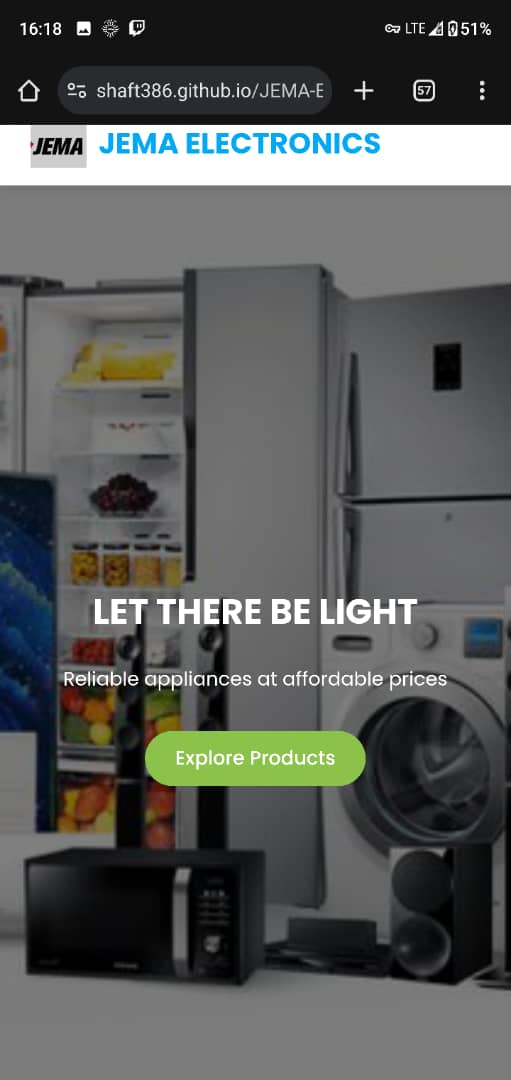 16:18 LTE 51%
shaft386.github.io/JEMA-E 57
JEMA JEMA ELECTRONICS
LET THERE BE LIGHT
Reliable appliances at affordable prices
Explore Products
SAMSUNG